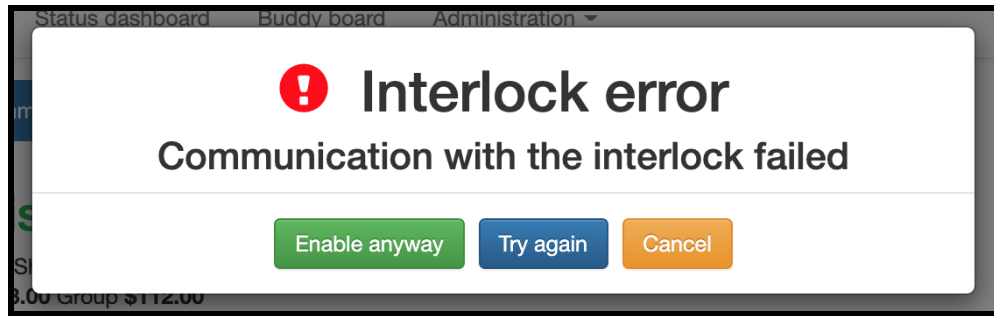 Status dashboard Buddy board Administration
Interlock error
Communication with the interlock failed
Enable anyway Try again Cancel
Group $112.00